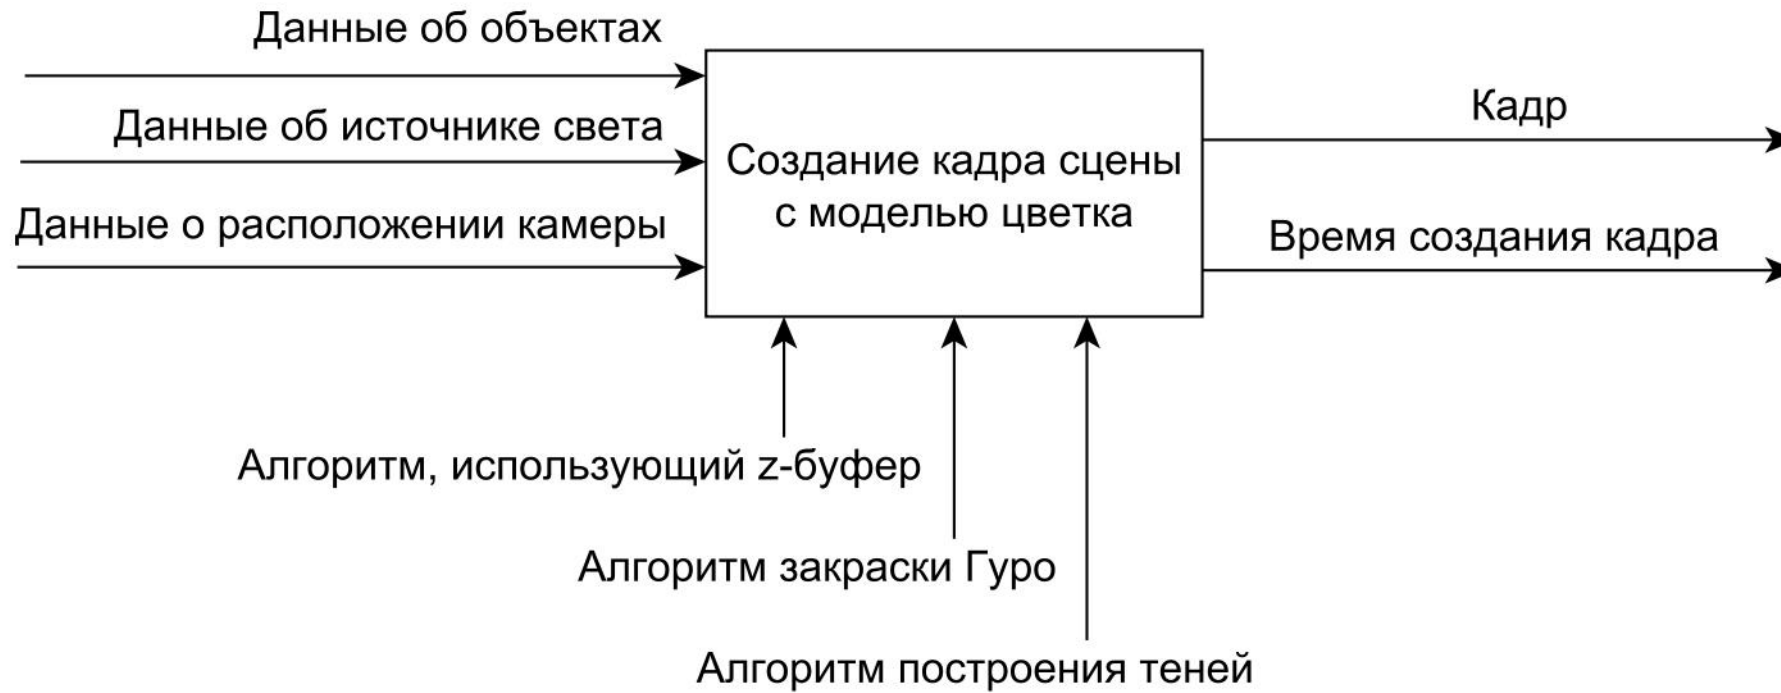 Данные об объектах
Данные об источнике света
Данные о расположении камеры
Создание кадра сцены
с моделью цветка
Кадр
Время создания кадра
Алгоритм, использующий z-буфер
Алгоритм закраски Гуро
Алгоритм построения теней